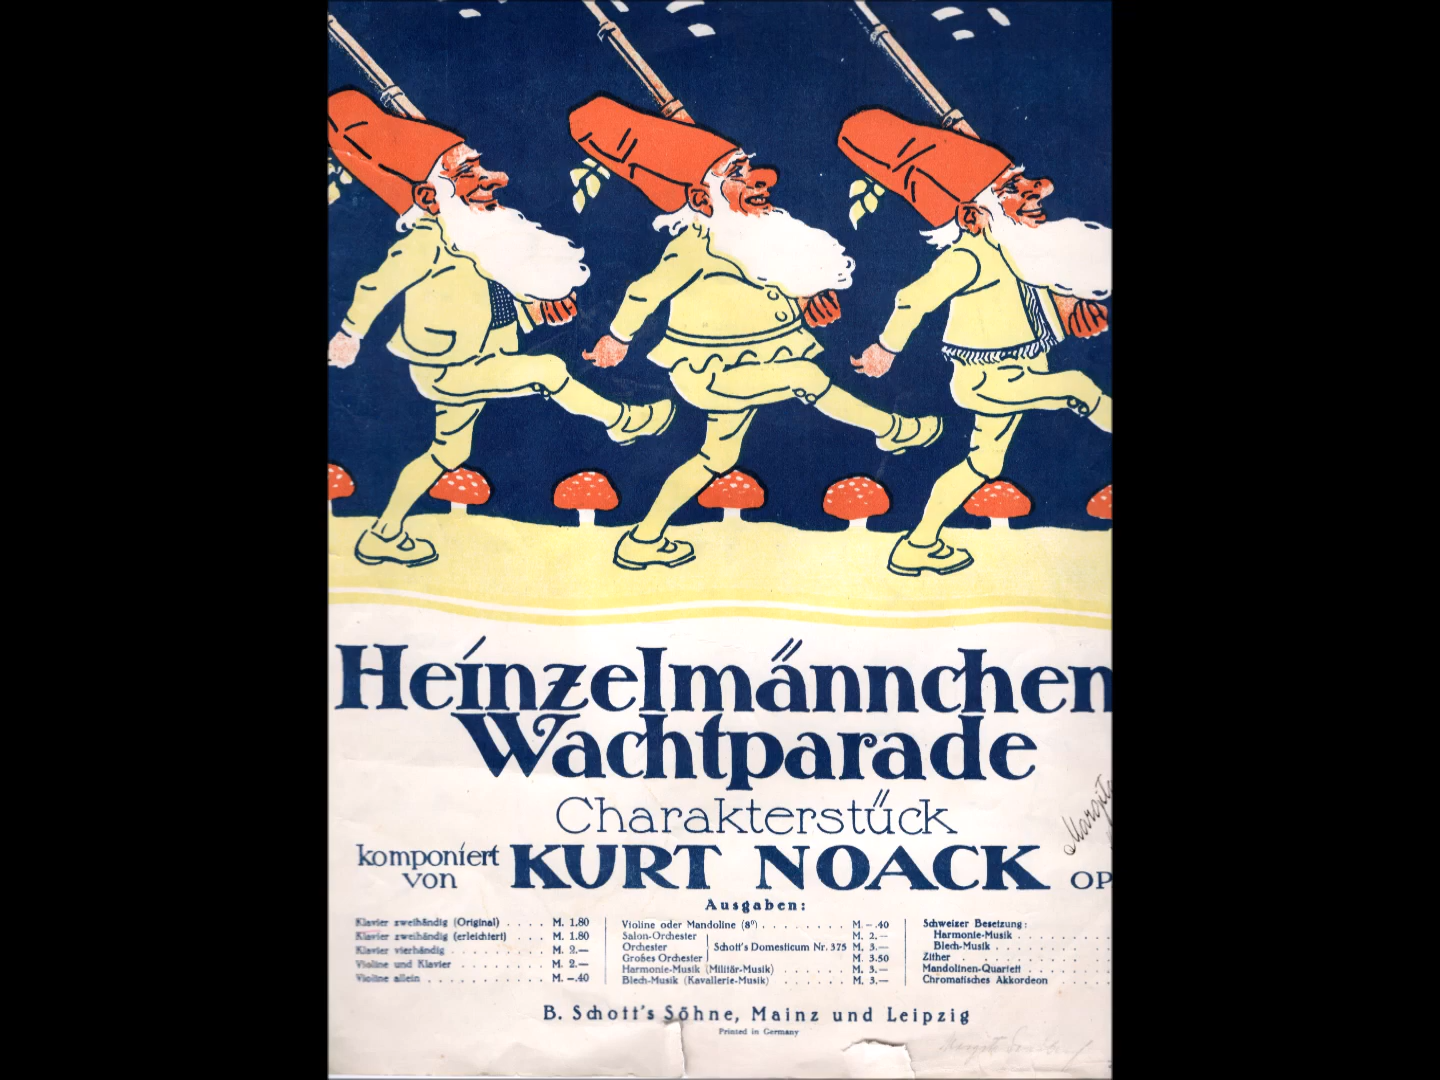 Heinzelmännchen
Wachtparade
Charakterstück
komponiert von KURT NOACK OP
Ausgaben:
Klavier zweihändig (Original) . . . . M. 1.80
Klavier zweihändig (erleichtert) . . . . M. 1.80
Klavier vierhändig . . . . . . . . . M. 2.—
Violine und Klavier . . . . . . . . . M. 2.—
Violine allein . . . . . . . . . . . M. —.40
Violine oder Mandoline (8º) . . . . . . . . M. —.40
Salon-Orchester M. 2.—
Orchester Schott's Domesticum Nr. 375 M. 3.—
Großes Orchester M. 3.50
Harmonie-Musik (Militär-Musik) . . . . . . M. 3.—
Blech-Musik (Kavallerie-Musik) . . . . . . M. 3.—
Schweizer Besetzung:
Harmonie-Musik . . . . . . . . .
Blech-Musik . . . . . . . . . . .
Zither . . . . . . . . . . . . . .
Mandolinen-Quartett . . . . . . . .
Chromatisches Akkordeon . . . . .
B. Schott's Söhne, Mainz und Leipzig
Printed in Germany